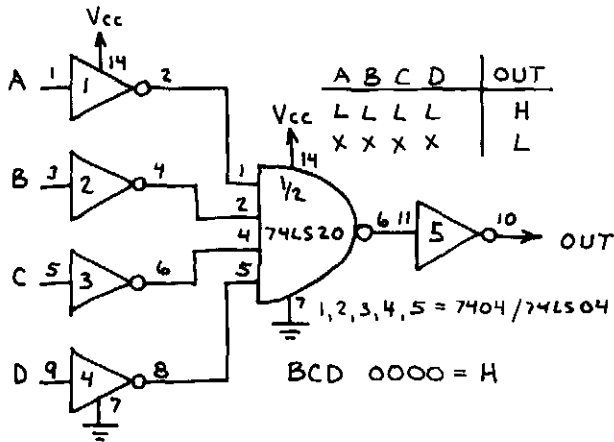 Vcc
14
A 1 1 2
A B C D OUT
L L L L H
X X X X L
Vcc
14
B 3 2 4
1
1/2
2
74LS20
4
5
6 11 5 10 OUT
C 5 3 6
7
1,2,3,4,5 = 7404/74LS04
D 9 4 8
7
BCD 0000 = H